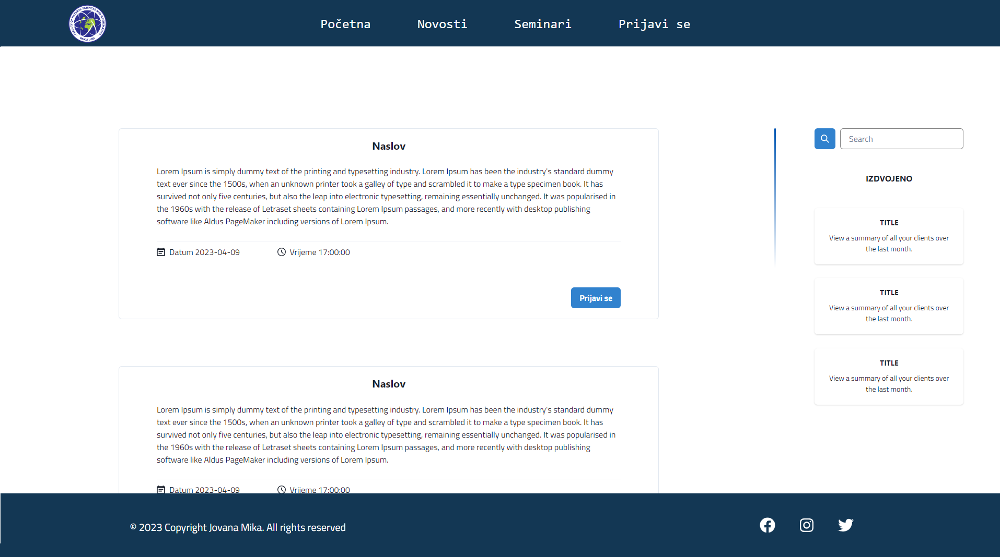 FACULTY OF NATURAL SCIENCES AND MATHEMATICS
BANJA LUKA
Početna
Novosti
Seminari
Prijavi se
Naslov
Lorem Ipsum is simply dummy text of the printing and typesetting industry. Lorem Ipsum has been the industry's standard dummy
text ever since the 1500s, when an unknown printer took a galley of type and scrambled it to make a type specimen book. It has
survived not only five centuries, but also the leap into electronic typesetting, remaining essentially unchanged. It was popularised in
the 1960s with the release of Letraset sheets containing Lorem Ipsum passages, and more recently with desktop publishing
software like Aldus PageMaker including versions of Lorem Ipsum.
Datum 2023-04-09
Vrijeme 17:00:00
Prijavi se
Naslov
Lorem Ipsum is simply dummy text of the printing and typesetting industry. Lorem Ipsum has been the industry's standard dummy
text ever since the 1500s, when an unknown printer took a galley of type and scrambled it to make a type specimen book. It has
survived not only five centuries, but also the leap into electronic typesetting, remaining essentially unchanged. It was popularised in
the 1960s with the release of Letraset sheets containing Lorem Ipsum passages, and more recently with desktop publishing
software like Aldus PageMaker including versions of Lorem Ipsum.
Datum 2023-04-09
Vrijeme 17:00:00
Search
IZDVOJENO
TITLE
View a summary of all your clients over
the last month.
TITLE
View a summary of all your clients over
the last month.
TITLE
View a summary of all your clients over
the last month.
© 2023 Copyright Jovana Mika. All rights reserved